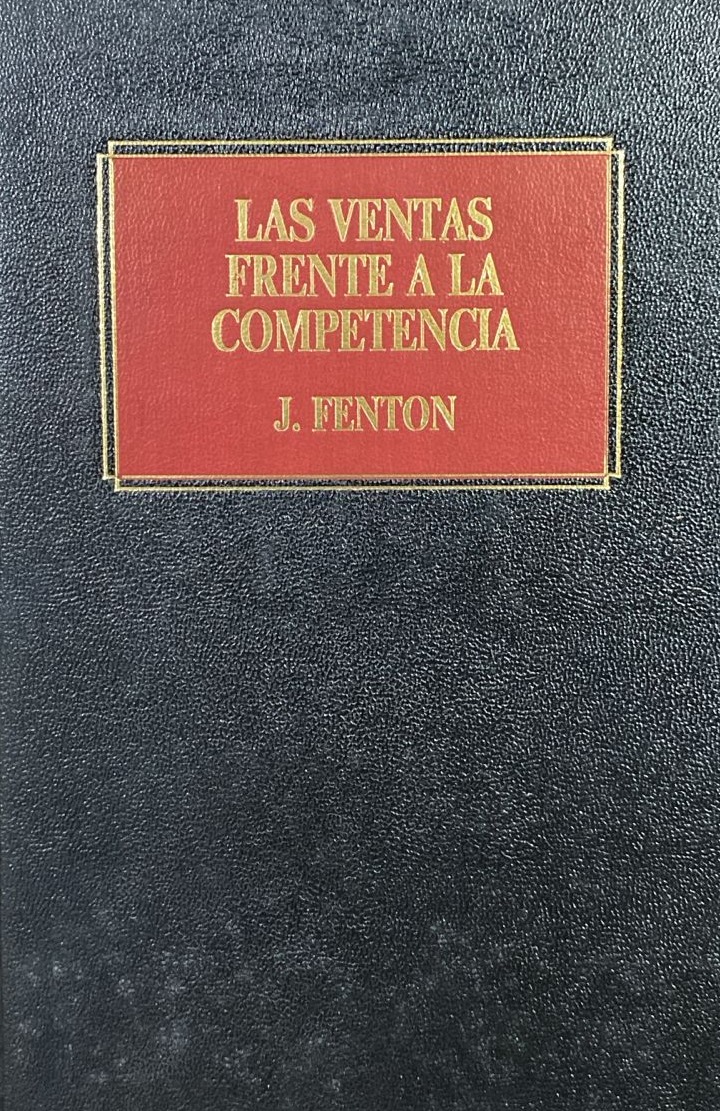 LAS VENTAS
FRENTE A LA
COMPETENCIA
J. FENTON